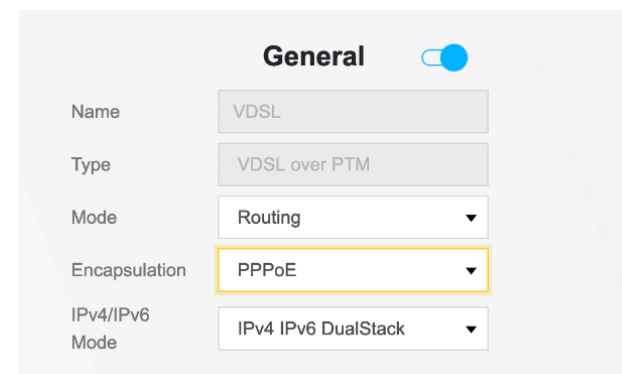 General
Name VDSL
Type VDSL over PTM
Mode Routing
Encapsulation PPPoE
IPv4/IPv6
Mode IPv4 IPv6 DualStack